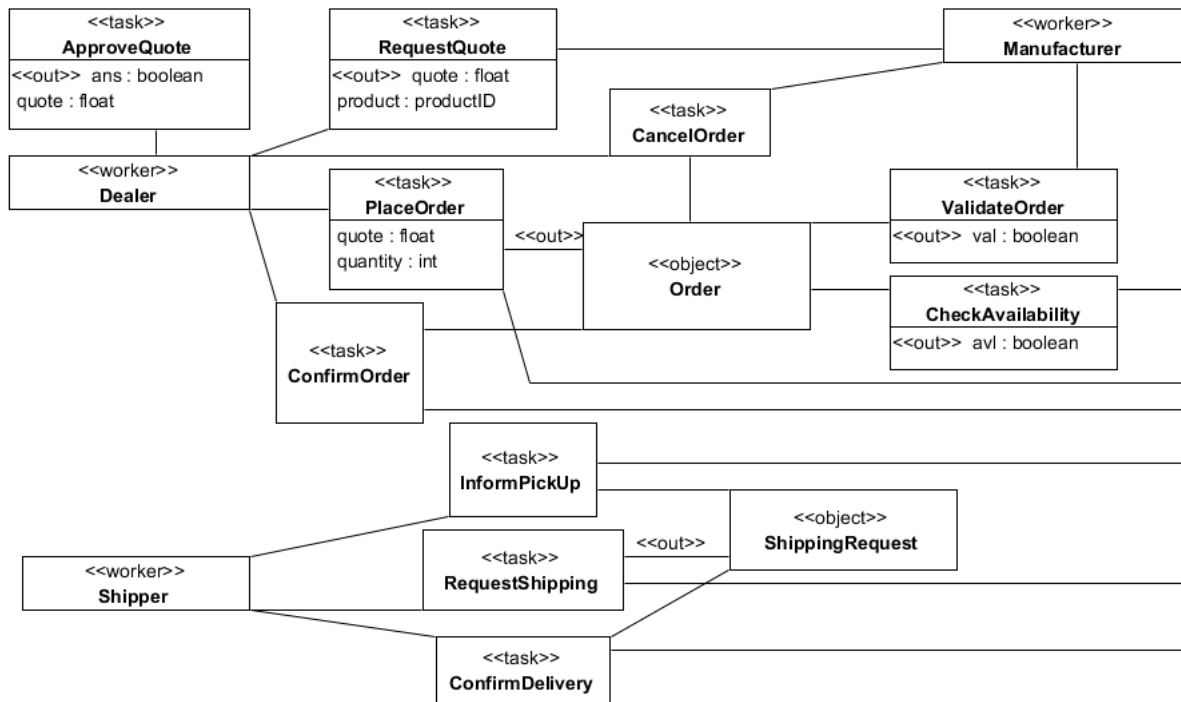 <<task>>
ApproveQuote
<<out>> ans : boolean
quote : float
<<task>>
RequestQuote
<<out>> quote : float
product : productID
<<worker>>
Manufacturer
<<task>>
CancelOrder
<<worker>>
Dealer
<<task>>
PlaceOrder
quote : float
quantity : int
<<out>>
<<object>>
Order
<<task>>
ValidateOrder
<<out>> val : boolean
<<task>>
CheckAvailability
<<out>> avl : boolean
<<task>>
ConfirmOrder
<<task>>
InformPickUp
<<object>>
ShippingRequest
<<out>>
<<task>>
RequestShipping
<<worker>>
Shipper
<<task>>
ConfirmDelivery